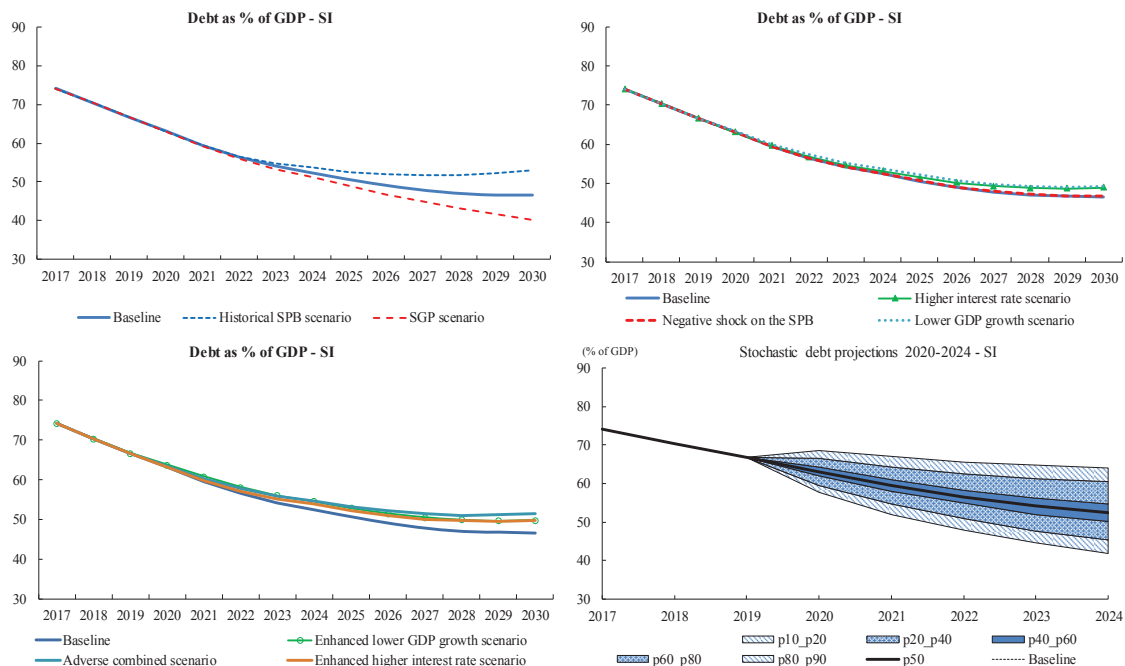 Debt as % of GDP - SI
90
80
70
60
50
40
30
2017 2018 2019 2020 2021 2022 2023 2024 2025 2026 2027 2028 2029 2030
Baseline Historical SPB scenario SGP scenario
Debt as % of GDP - SI
90
80
70
60
50
40
30
2017 2018 2019 2020 2021 2022 2023 2024 2025 2026 2027 2028 2029 2030
Baseline Higher interest rate scenario
Negative shock on the SPB Lower GDP growth scenario
Debt as % of GDP - SI
90
80
70
60
50
40
30
2017 2018 2019 2020 2021 2022 2023 2024 2025 2026 2027 2028 2029 2030
Baseline Enhanced lower GDP growth scenario
Adverse combined scenario Enhanced higher interest rate scenario
(% of GDP) Stochastic debt projections 2020-2024 - SI
90
80
70
60
50
40
30
2017 2018 2019 2020 2021 2022 2023 2024
p10_p20 p20_p40 p40_p60
p60_p80 p80_p90 p50 Baseline